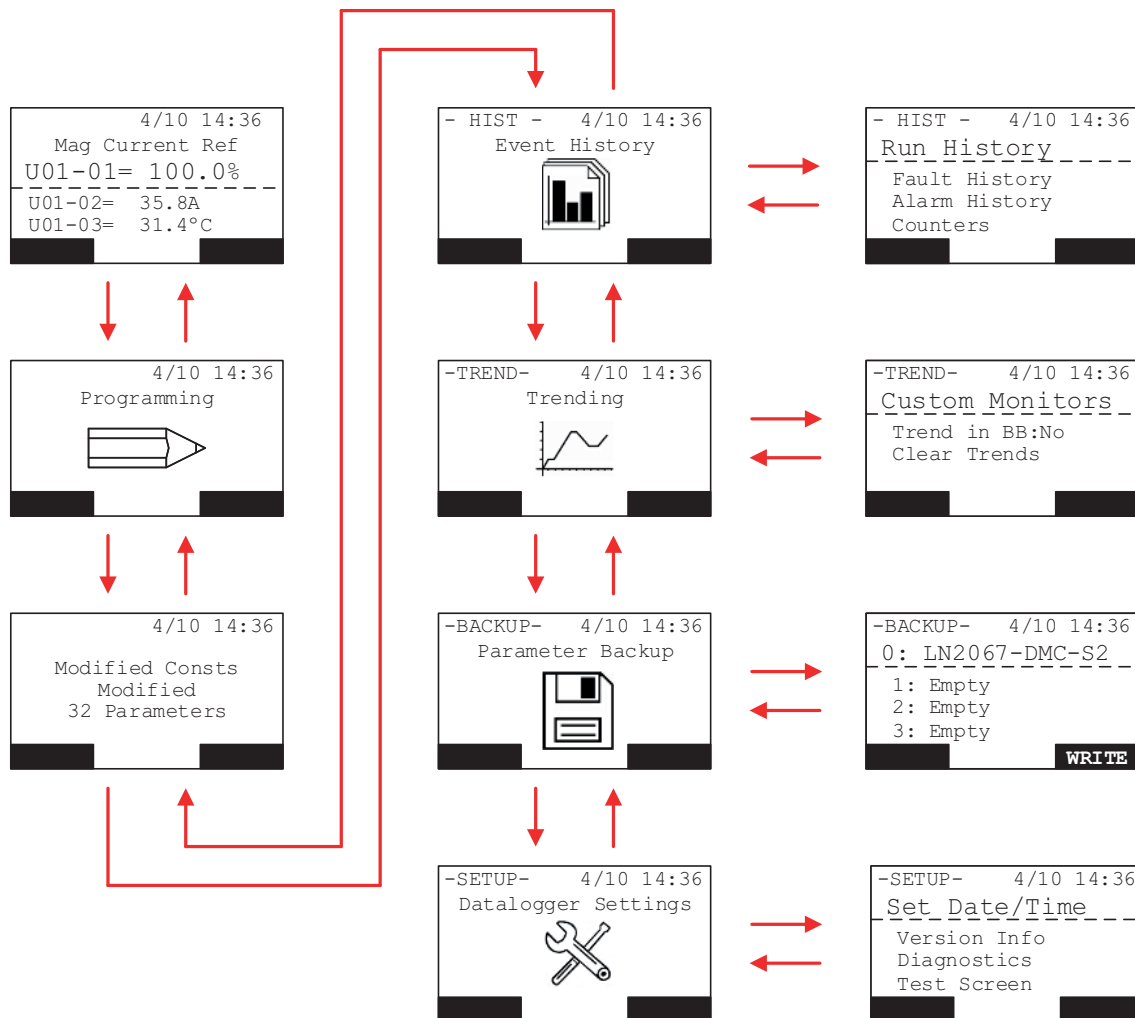 4/10 14:36
Mag Current Ref
U01-01= 100.0%
U01-02= 35.8A
U01-03= 31.4°C
4/10 14:36
Programming
4/10 14:36
Modified Consts
Modified
32 Parameters
- HIST - 4/10 14:36
Event History
- HIST - 4/10 14:36
Run History
Fault History
Alarm History
Counters
-TREND- 4/10 14:36
Trending
-TREND- 4/10 14:36
Custom Monitors
Trend in BB:No
Clear Trends
-BACKUP- 4/10 14:36
Parameter Backup
-BACKUP- 4/10 14:36
0: LN2067-DMC-S2
1: Empty
2: Empty
3: Empty
WRITE
-SETUP- 4/10 14:36
Datalogger Settings
-SETUP- 4/10 14:36
Set Date/Time
Version Info
Diagnostics
Test Screen